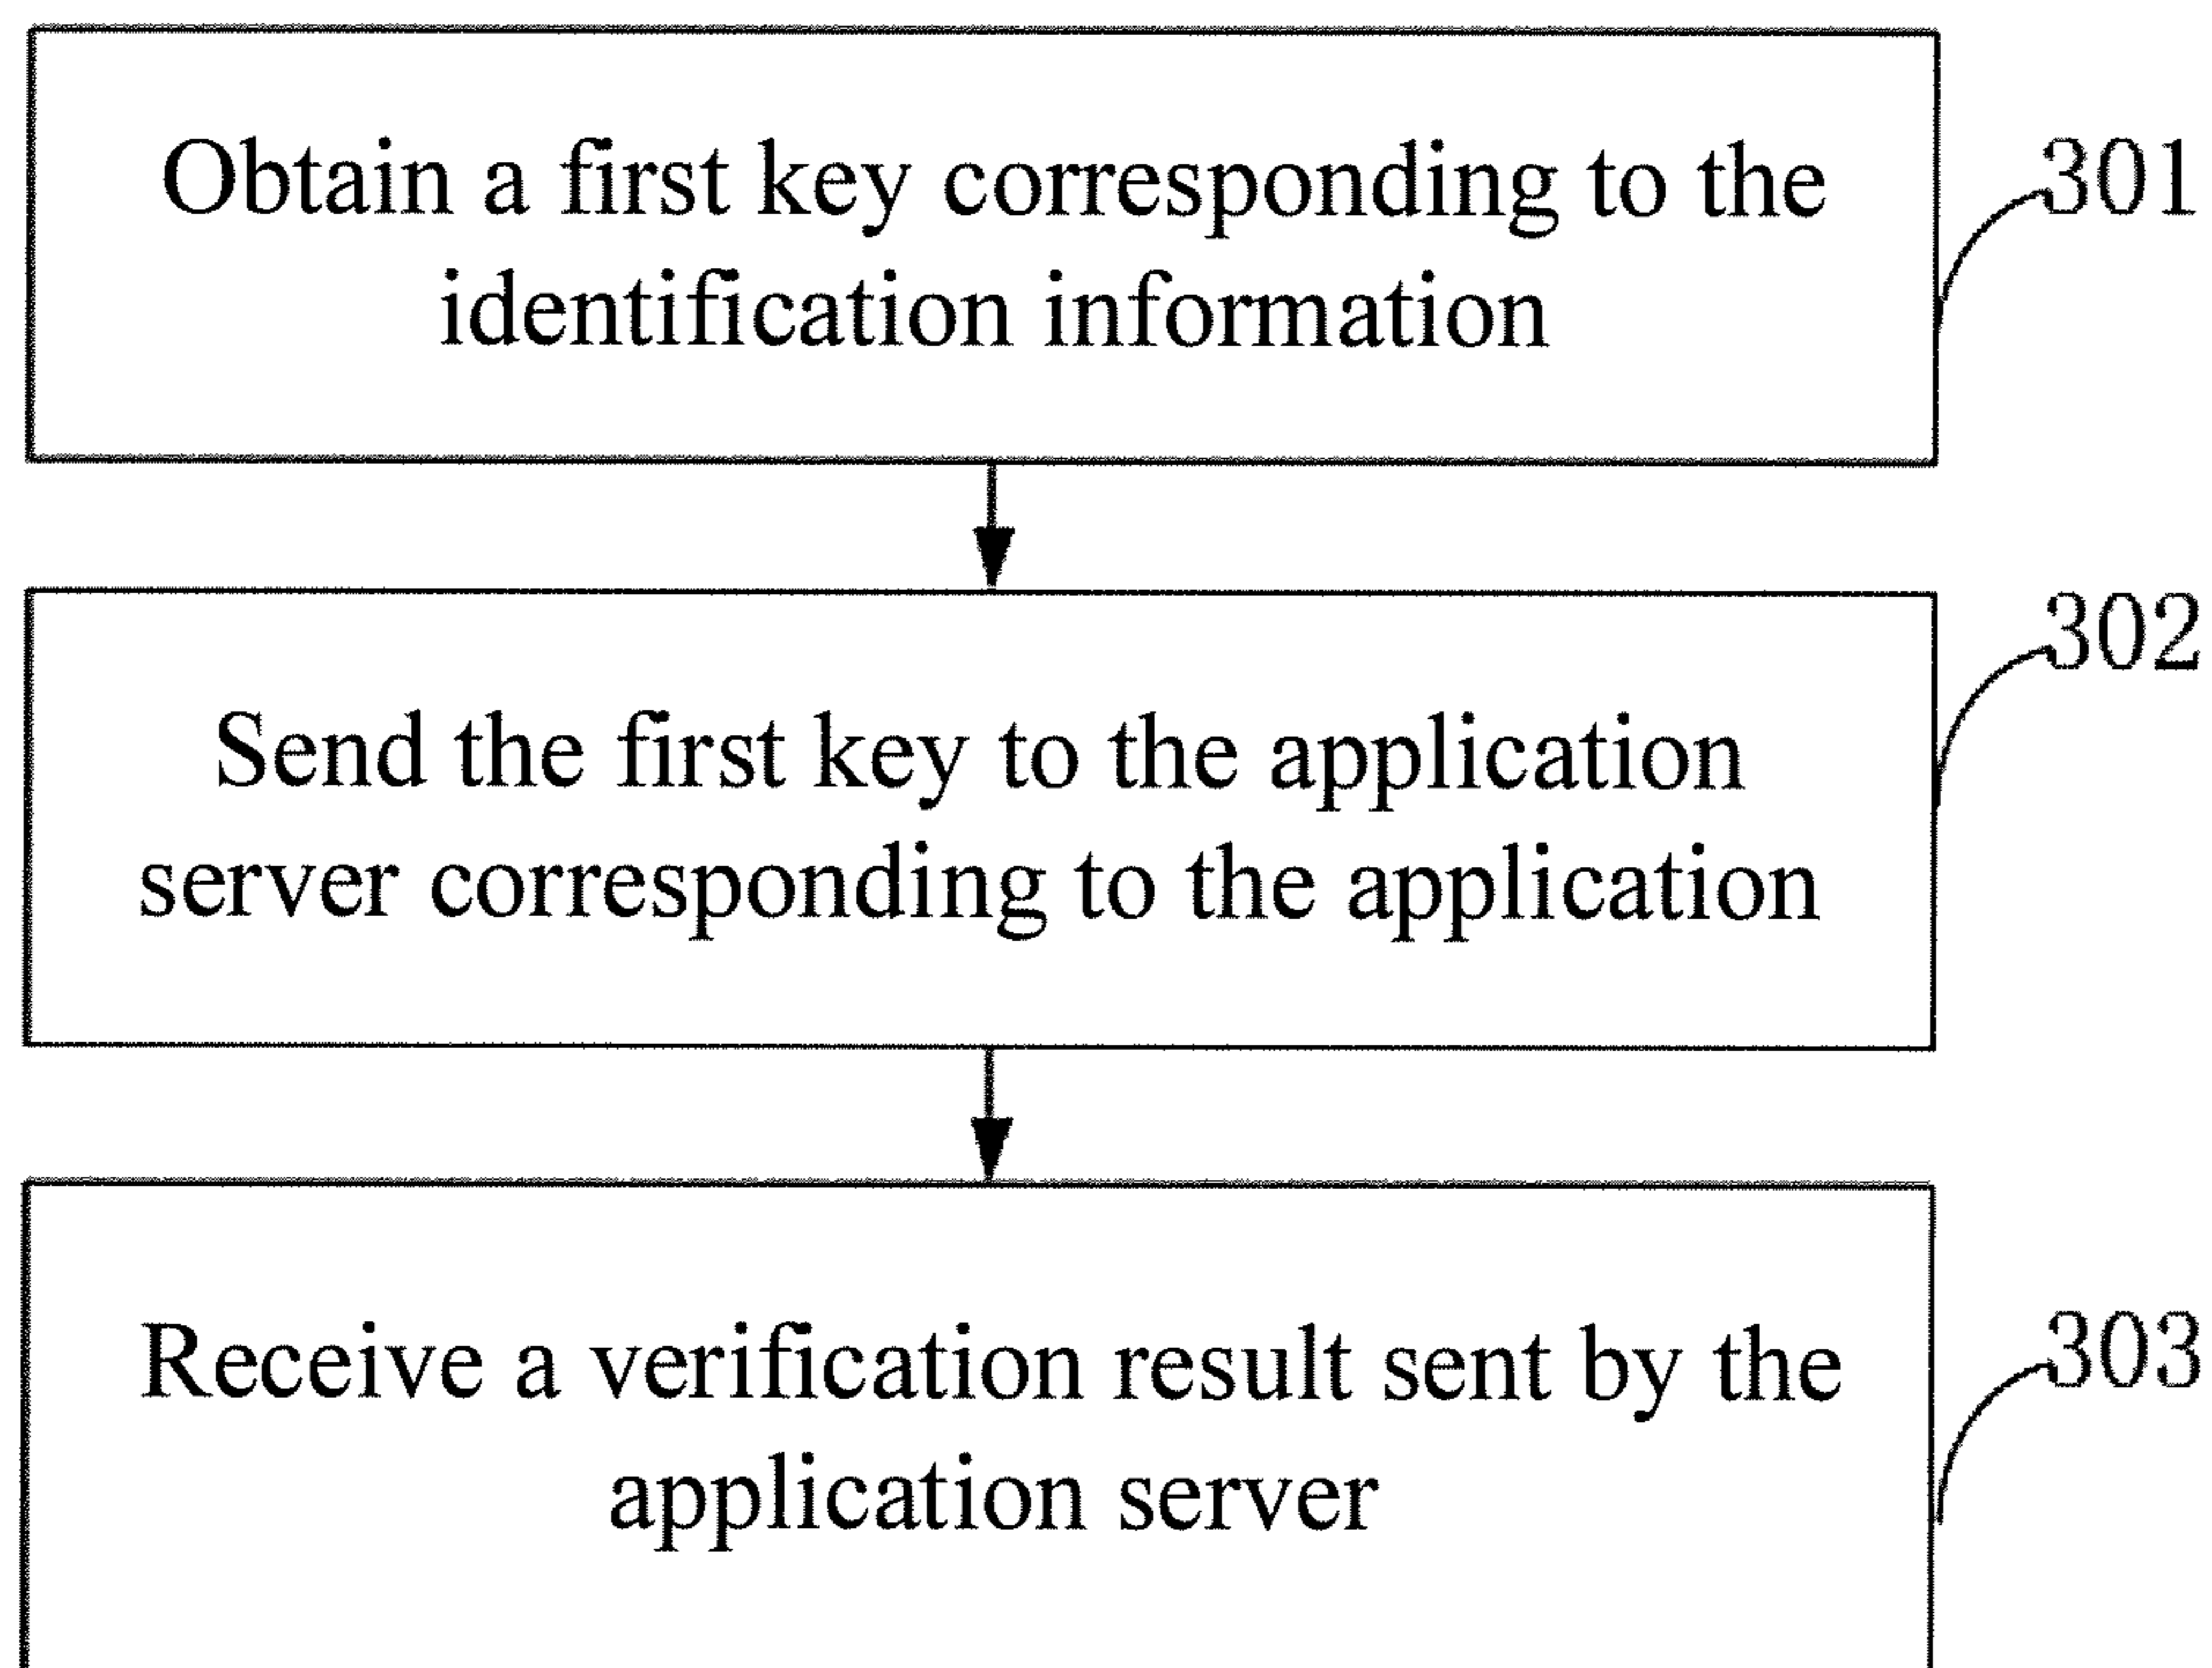 Obtain a first key corresponding to the
identification information
301
Send the first key to the application
server corresponding to the application
302
Receive a verification result sent by the
application server
303